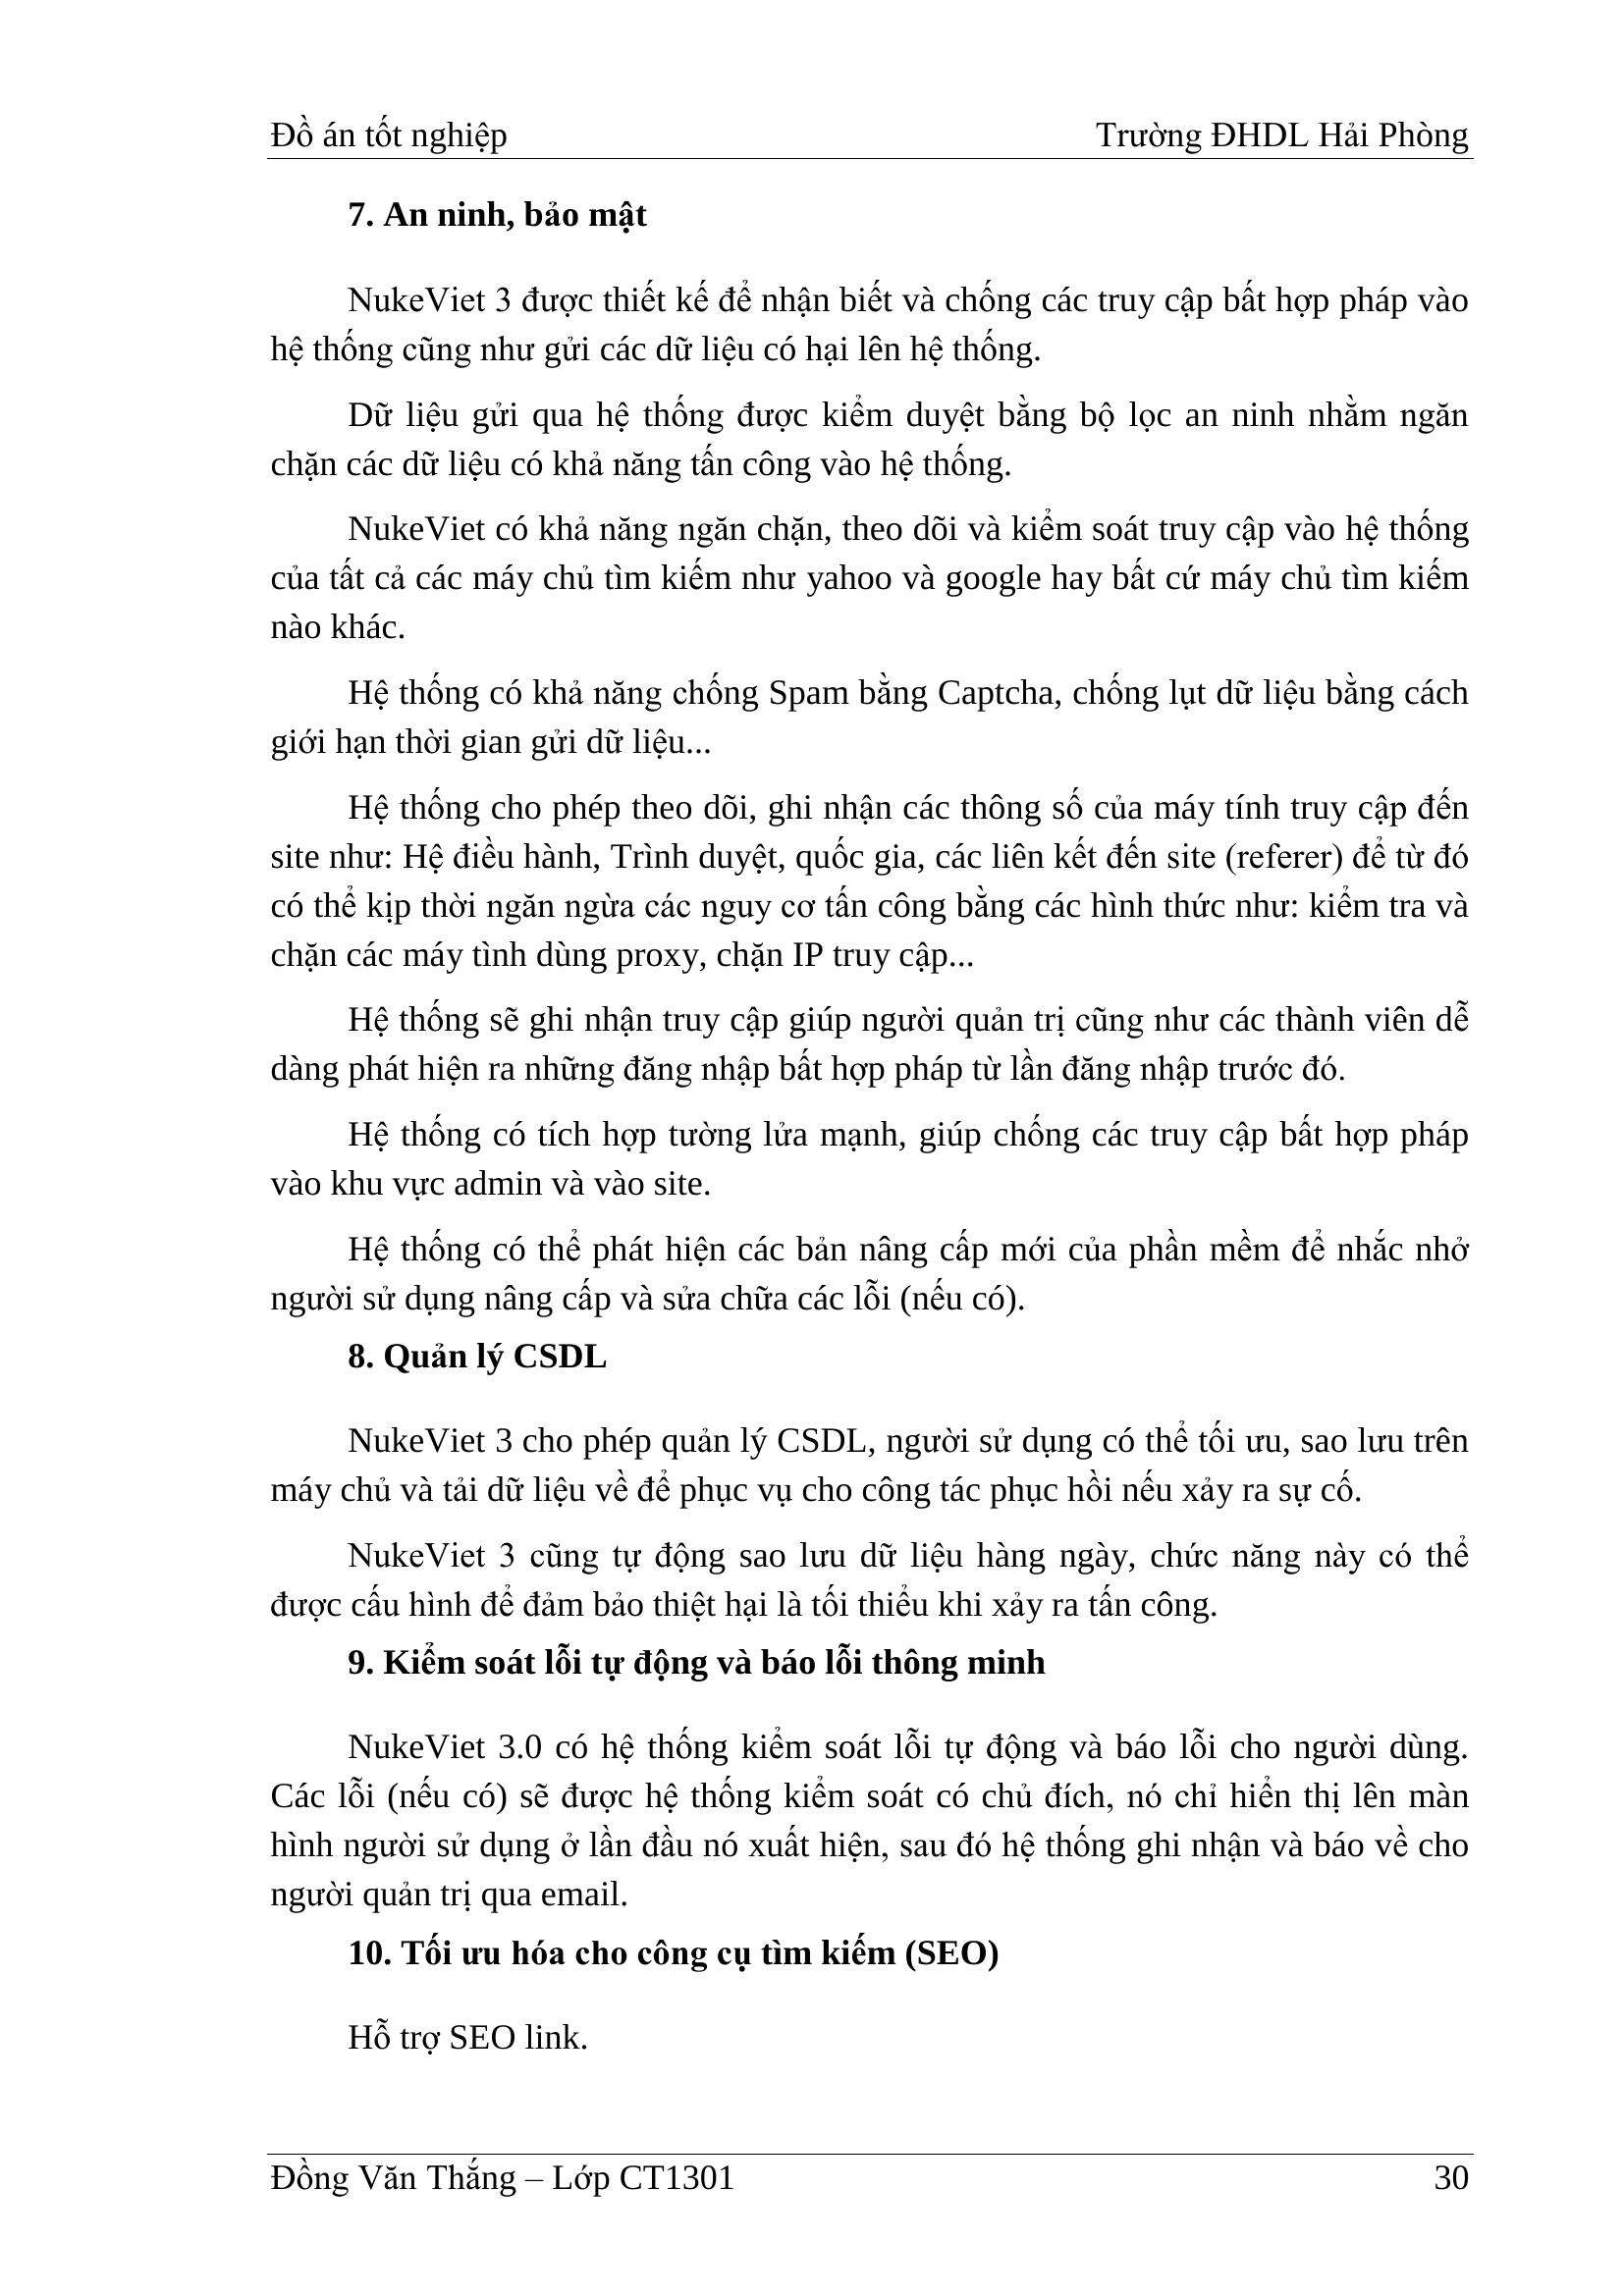 Đồ án tốt nghiệp Trường ĐHDL Hải Phòng
7. An ninh, bảo mật
NukeViet 3 được thiết kế để nhận biết và chống các truy cập bất hợp pháp vào
hệ thống cũng như gửi các dữ liệu có hại lên hệ thống.
Dữ liệu gửi qua hệ thống được kiểm duyệt bằng bộ lọc an ninh nhằm ngăn
chặn các dữ liệu có khả năng tấn công vào hệ thống.
NukeViet có khả năng ngăn chặn, theo dõi và kiểm soát truy cập vào hệ thống
của tất cả các máy chủ tìm kiếm như yahoo và google hay bất cứ máy chủ tìm kiếm
nào khác.
Hệ thống có khả năng chống Spam bằng Captcha, chống lụt dữ liệu bằng cách
giới hạn thời gian gửi dữ liệu...
Hệ thống cho phép theo dõi, ghi nhận các thông số của máy tính truy cập đến
site như: Hệ điều hành, Trình duyệt, quốc gia, các liên kết đến site (referer) để từ đó
có thể kịp thời ngăn ngừa các nguy cơ tấn công bằng các hình thức như: kiểm tra và
chặn các máy tình dùng proxy, chặn IP truy cập...
Hệ thống sẽ ghi nhận truy cập giúp người quản trị cũng như các thành viên dễ
dàng phát hiện ra những đăng nhập bất hợp pháp từ lần đăng nhập trước đó.
Hệ thống có tích hợp tường lửa mạnh, giúp chống các truy cập bất hợp pháp
vào khu vực admin và vào site.
Hệ thống có thể phát hiện các bản nâng cấp mới của phần mềm để nhắc nhở
người sử dụng nâng cấp và sửa chữa các lỗi (nếu có).
8. Quản lý CSDL
NukeViet 3 cho phép quản lý CSDL, người sử dụng có thể tối ưu, sao lưu trên
máy chủ và tải dữ liệu về để phục vụ cho công tác phục hồi nếu xảy ra sự cố.
NukeViet 3 cũng tự động sao lưu dữ liệu hàng ngày, chức năng này có thể
được cấu hình để đảm bảo thiệt hại là tối thiểu khi xảy ra tấn công.
9. Kiểm soát lỗi tự động và báo lỗi thông minh
NukeViet 3.0 có hệ thống kiểm soát lỗi tự động và báo lỗi cho người dùng.
Các lỗi (nếu có) sẽ được hệ thống kiểm soát có chủ đích, nó chỉ hiển thị lên màn
hình người sử dụng ở lần đầu nó xuất hiện, sau đó hệ thống ghi nhận và báo về cho
người quản trị qua email.
10. Tối ưu hóa cho công cụ tìm kiếm (SEO)
Hỗ trợ SEO link.
Đồng Văn Thắng – Lớp CT1301 30